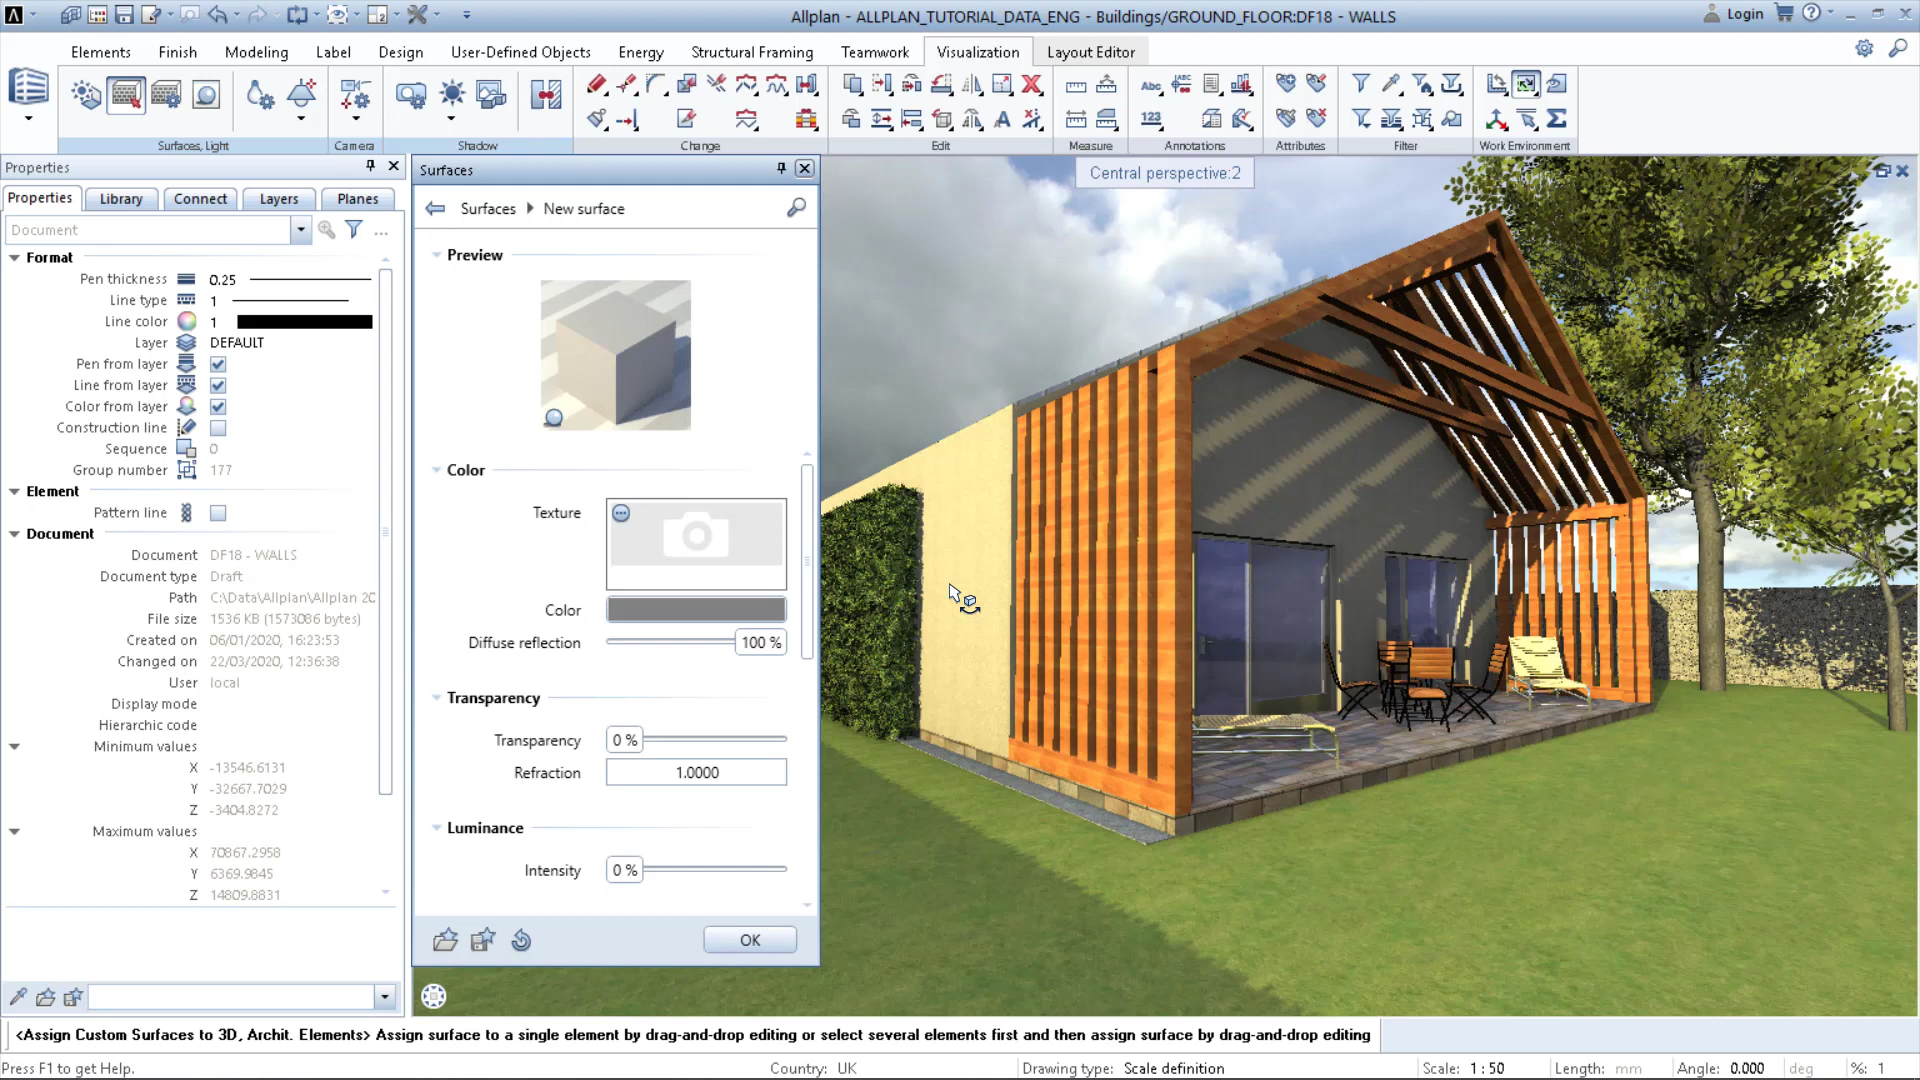 Allplan - ALLPLAN_TUTORIAL_DATA_ENG - Buildings/GROUND_FLOOR:DF18 - WALLS
Login
Elements Finish Modeling Label Design User-Defined Objects Energy Structural Framing Teamwork Visualization Layout Editor
Abc
ABC
123
A
Surfaces, Light Camera Shadow Change Edit Measure Annotations Attributes Filter Work Environment
Properties
Properties Library Connect Layers Planes
Document
...
Format
Pen thickness 0.25
Line type 1
Line color 1
Layer DEFAULT
Pen from layer
Line from layer
Color from layer
Construction line
Sequence 0
Group number 177
Element
Pattern line
Document
Document DF18 - WALLS
Document type Draft
Path C:\Data\Allplan\Allplan 20
File size 1536 KB (1573086 bytes)
Created on 06/01/2020, 16:23:53
Changed on 22/03/2020, 12:36:38
User local
Display mode
Hierarchic code
Minimum values
X -13546.6131
Y -32667.7029
Z -3404.8272
Maximum values
X 70867.2958
Y 6369.9845
Z 14809.8831
Surfaces
Surfaces New surface
Preview
Color
Texture
Color
Diffuse reflection 100 %
Transparency
Transparency 0 %
Refraction 1.0000
Luminance
Intensity 0 %
OK
Central perspective:2
<Assign Custom Surfaces to 3D, Archit. Elements> Assign surface to a single element by drag-and-drop editing or select several elements first and then assign surface by drag-and-drop editing
Press F1 to get Help. Country: UK Drawing type: Scale definition Scale: 1 : 50 Length: mm Angle: 0.000 deg %: 1